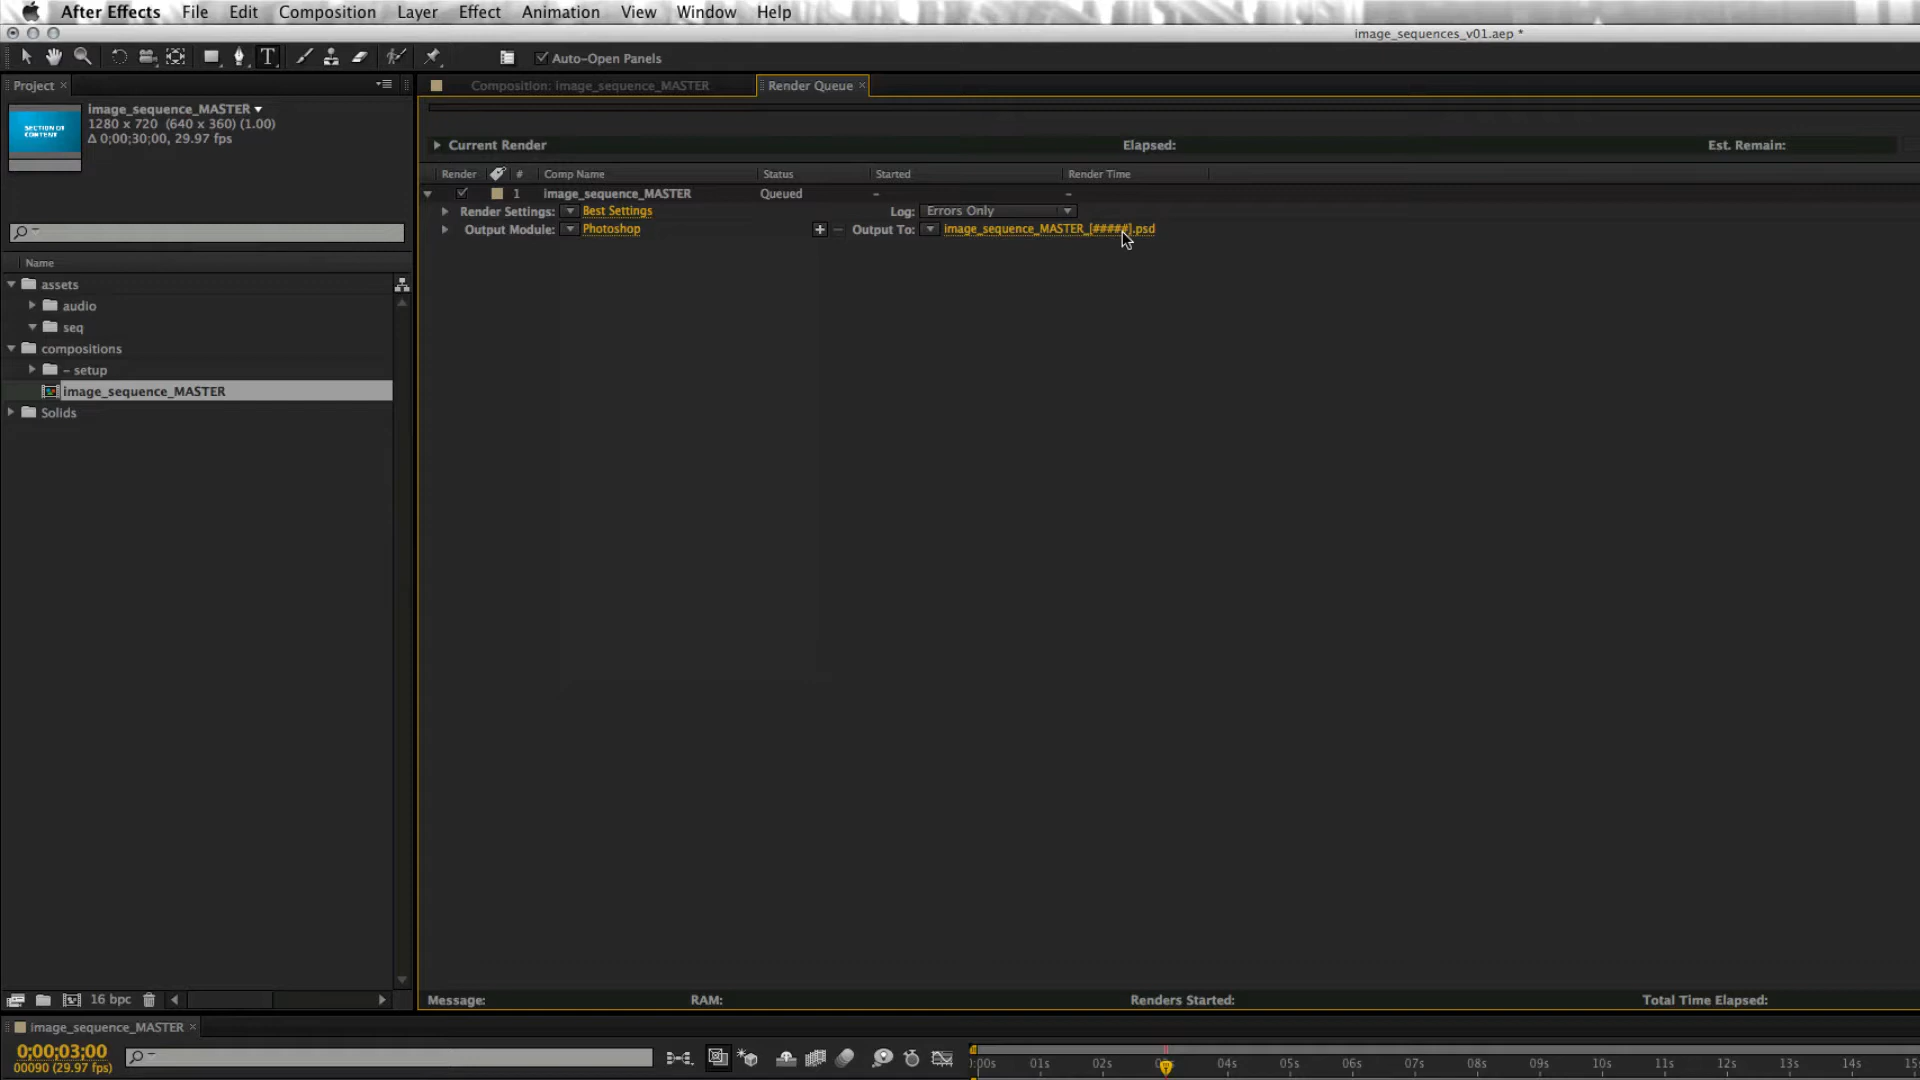 After Effects File Edit Composition Layer Effect Animation View Window Help
image_sequences_v01.aep *
T Auto-Open Panels
Project × Composition: image_sequence_MASTER Render Queue ×
image_sequence_MASTER
1280 x 720 (640 x 360) (1.00)
Δ 0;00;30;00, 29.97 fps
SECTION OF
CONTENT
Current Render Elapsed: Est. Remain:
Render # Comp Name Status Started Render Time
1 image_sequence_MASTER Queued – –
Render Settings: Best Settings Log: Errors Only
Output Module: Photoshop + – Output To: image_sequence_MASTER_[#####].psd
Name
assets
audio
seq
compositions
– setup
image_sequence_MASTER
Solids
16 bpc
Message: RAM: Renders Started: Total Time Elapsed:
image_sequence_MASTER ×
0;00;03;00
00090 (29.97 fps)
):00s 01s 02s 04s 05s 06s 07s 08s 09s 10s 11s 12s 13s 14s 15